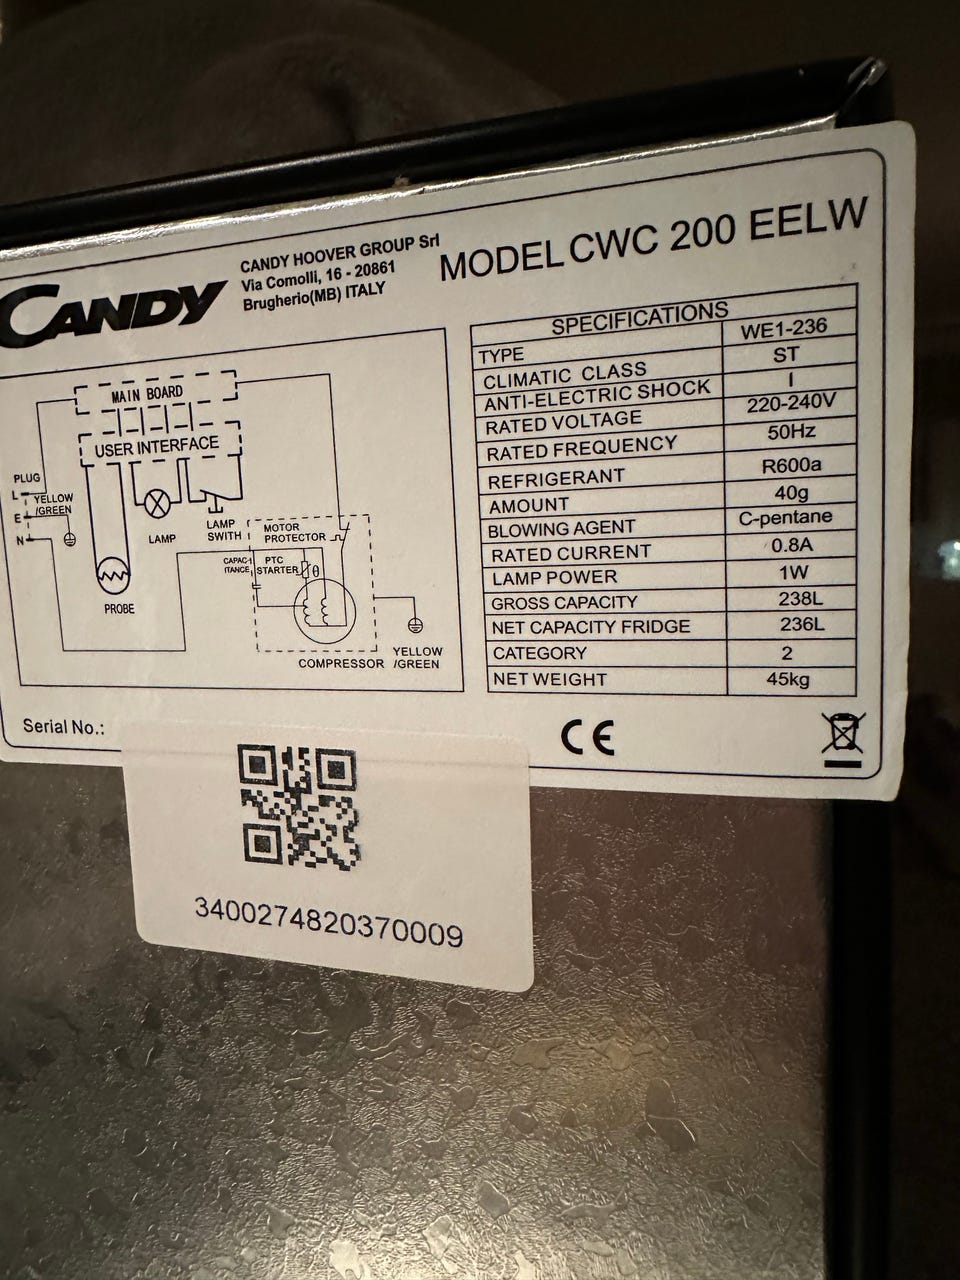 CANDY
CANDY HOOVER GROUP Srl
Via Comolli, 16 - 20861
Brugherio(MB) ITALY
MODEL CWC 200 EELW
MAIN BOARD
USER INTERFACE
PLUG
L
YELLOW
/GREEN
E
N
PROBE
LAMP
LAMP
SWITH
MOTOR
PROTECTOR
CAPAC-
ITANCE
PTC
STARTER
θ
COMPRESSOR
YELLOW
/GREEN
SPECIFICATIONS
TYPE WE1-236
CLIMATIC CLASS ST
ANTI-ELECTRIC SHOCK I
RATED VOLTAGE 220-240V
RATED FREQUENCY 50Hz
REFRIGERANT R600a
AMOUNT 40g
BLOWING AGENT C-pentane
RATED CURRENT 0.8A
LAMP POWER 1W
GROSS CAPACITY 238L
NET CAPACITY FRIDGE 236L
CATEGORY 2
NET WEIGHT 45kg
Serial No.:
CE
3400274820370009